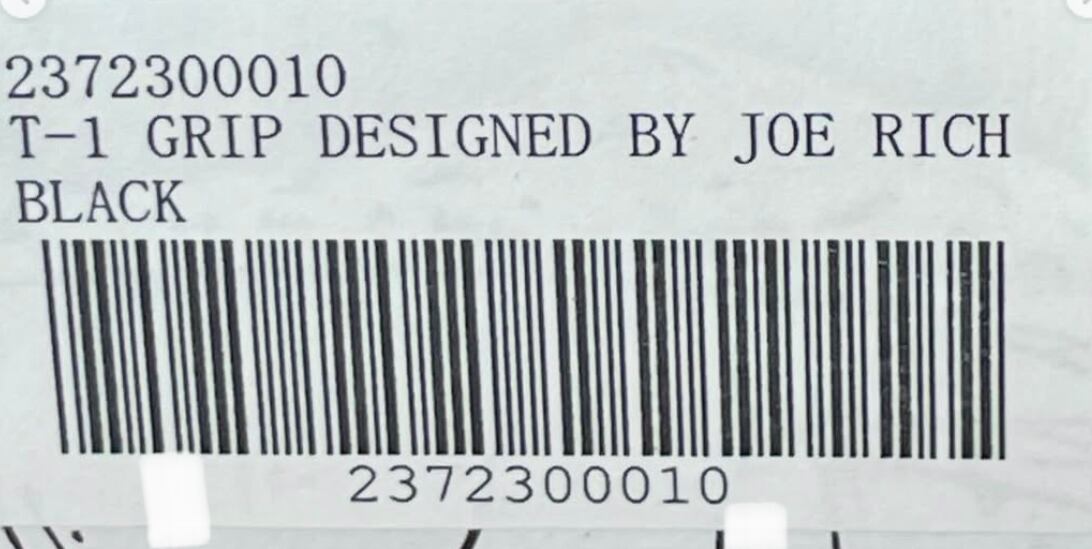 2372300010
T-1 GRIP DESIGNED BY JOE RICH
BLACK
2372300010